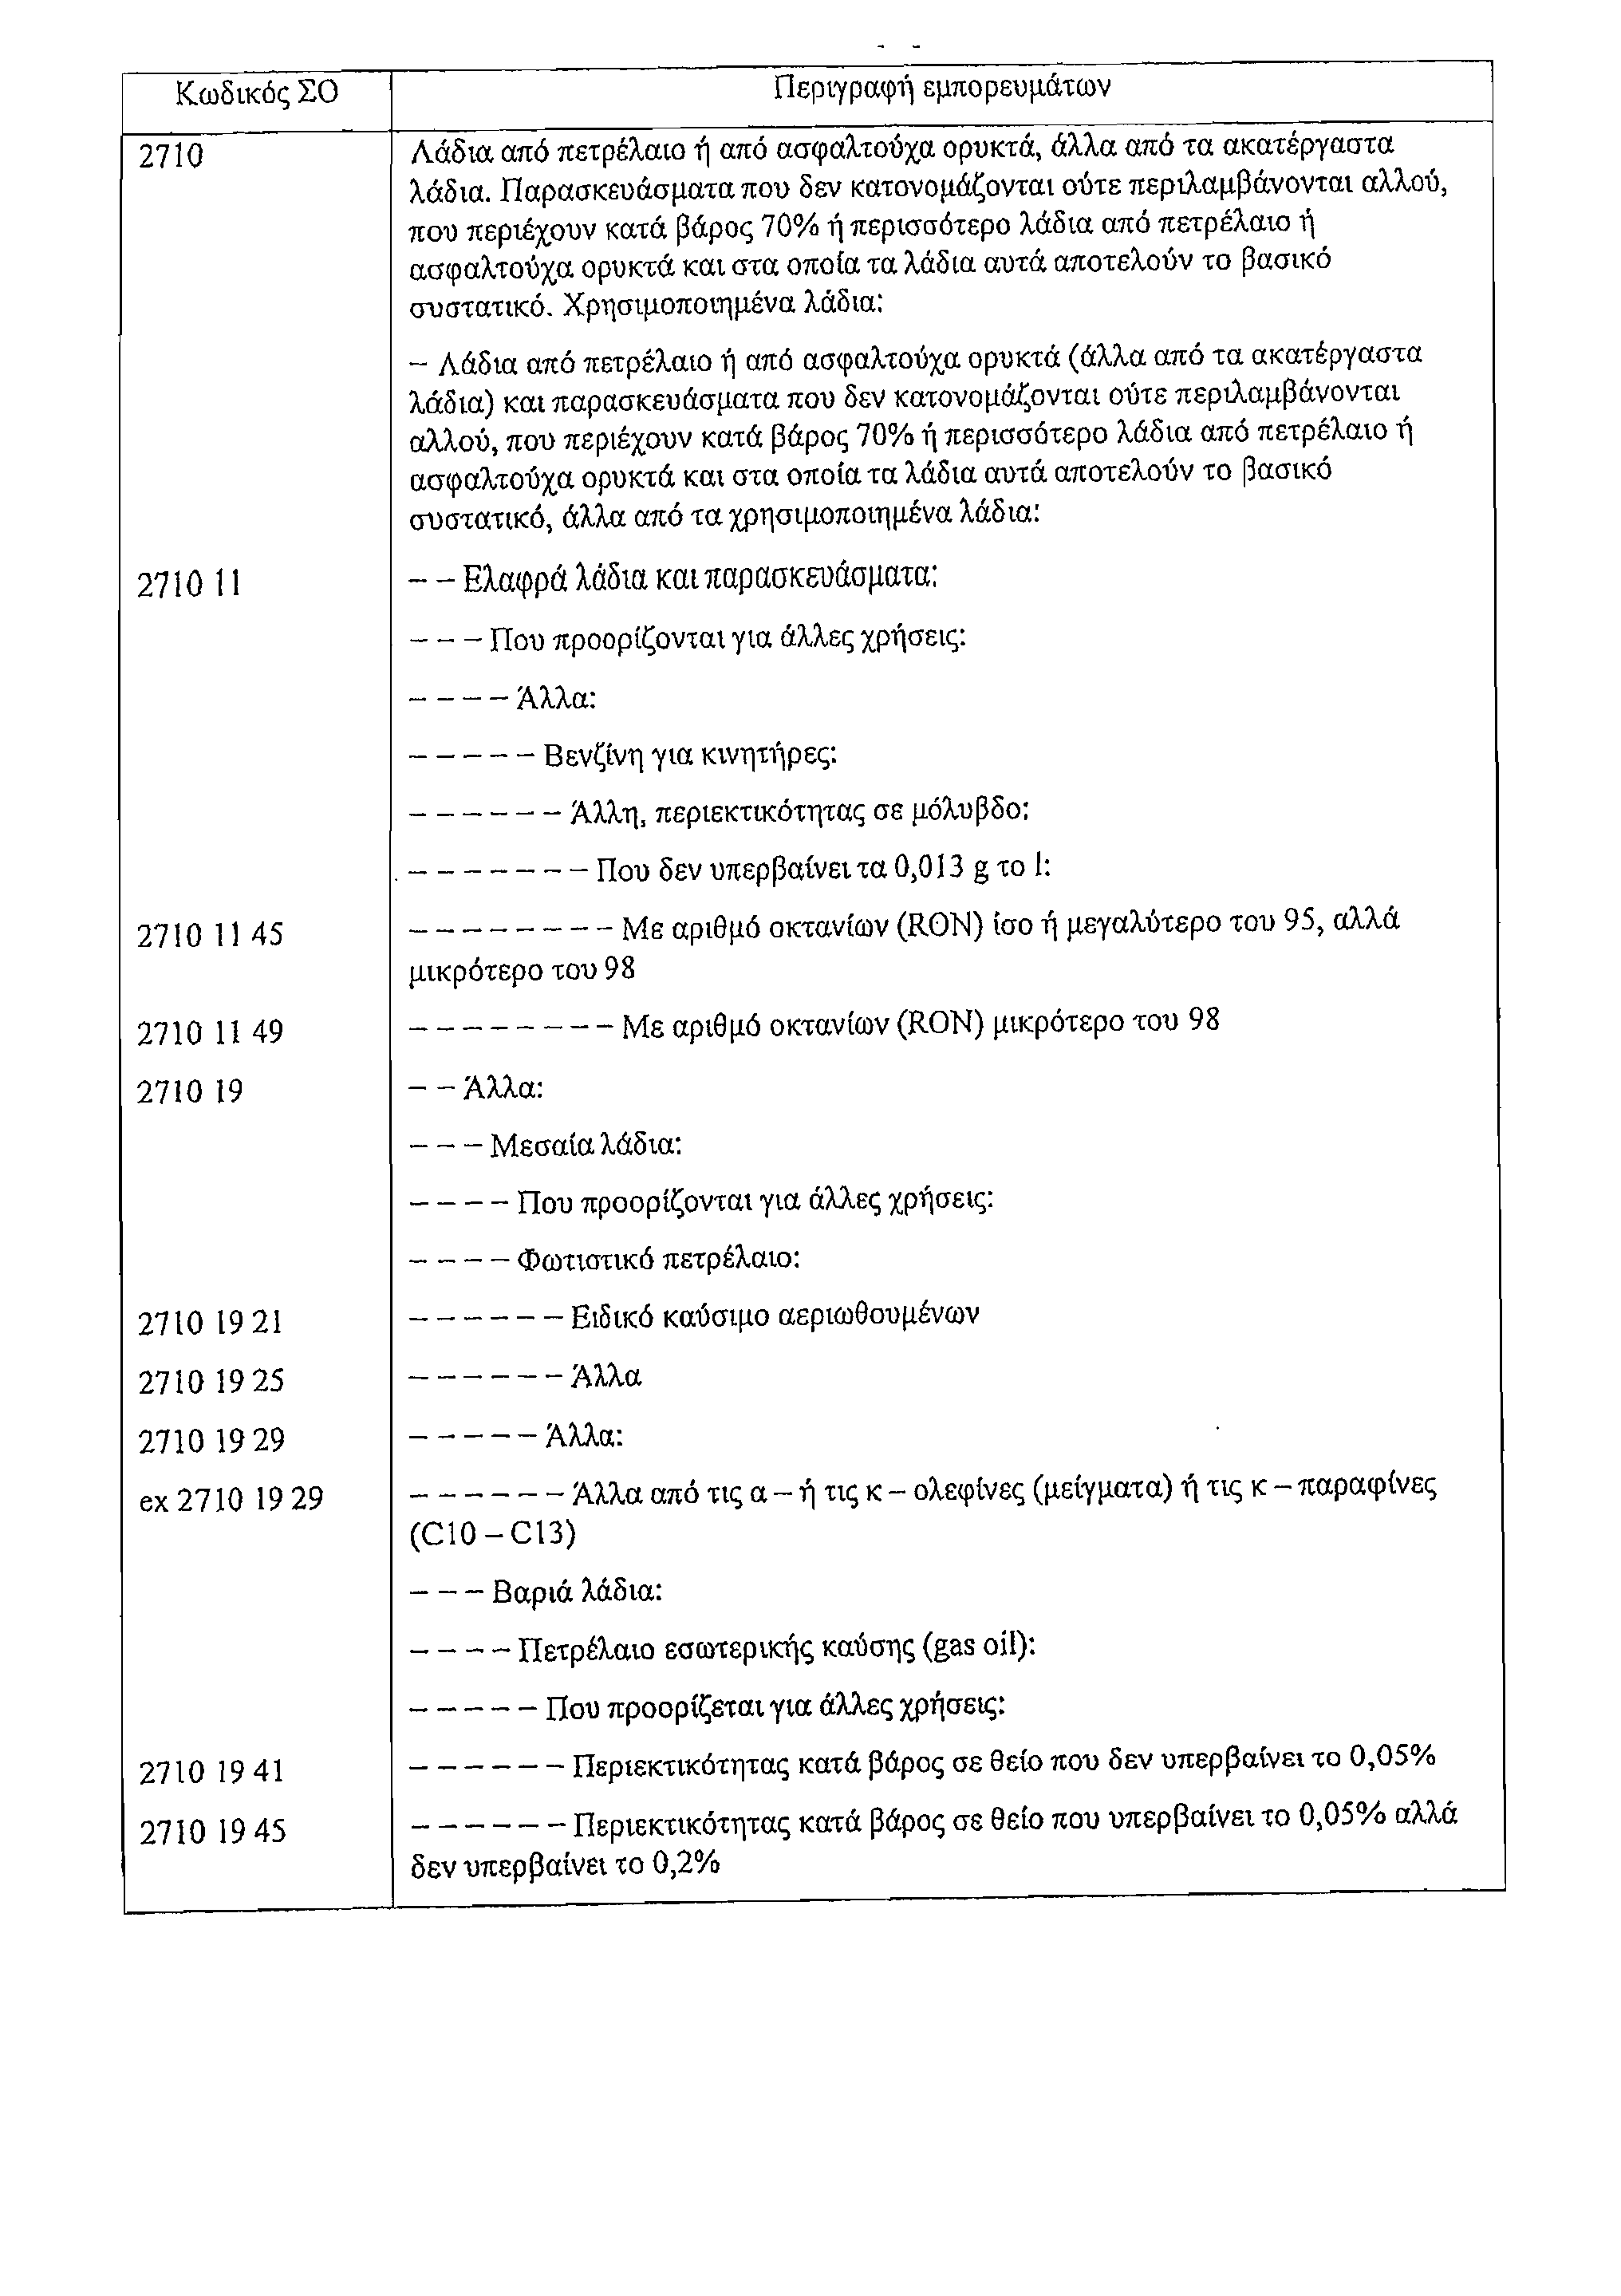 Κωδικός ΣΟ Περιγραφή εμπορευμάτων
2710 Λάδια από πετρέλαιο ή από ασφαλτούχα ορυκτά, άλλα από τα ακατέργαστα
λάδια. Παρασκευάσματα που δεν κατονομάζονται ούτε περιλαμβάνονται αλλού,
που περιέχουν κατά βάρος 70% ή περισσότερο λάδια από πετρέλαιο ή
ασφαλτούχα ορυκτά και στα οποία τα λάδια αυτά αποτελούν το βασικό
συστατικό. Χρησιμοποιημένα λάδια:
– Λάδια από πετρέλαιο ή από ασφαλτούχα ορυκτά (άλλα από τα ακατέργαστα
λάδια) και παρασκευάσματα που δεν κατονομάζονται ούτε περιλαμβάνονται
αλλού, που περιέχουν κατά βάρος 70% ή περισσότερο λάδια από πετρέλαιο ή
ασφαλτούχα ορυκτά και στα οποία τα λάδια αυτά αποτελούν το βασικό
συστατικό, άλλα από τα χρησιμοποιημένα λάδια:
2710 11 – – Ελαφρά λάδια και παρασκευάσματα:
– – – Που προορίζονται για άλλες χρήσεις:
– – – – Άλλα:
– – – – – Βενζίνη για κινητήρες:
– – – – – – Άλλη, περιεκτικότητας σε μόλυβδο:
– – – – – – – Που δεν υπερβαίνει τα 0,013 g το l:
2710 11 45 – – – – – – – – Με αριθμό οκτανίων (RON) ίσο ή μεγαλύτερο του 95, αλλά
μικρότερο του 98
2710 11 49 – – – – – – – – Με αριθμό οκτανίων (RON) μικρότερο του 98
2710 19 – – Άλλα:
– – – Μεσαία λάδια:
– – – – Που προορίζονται για άλλες χρήσεις:
– – – – Φωτιστικό πετρέλαιο:
2710 19 21 – – – – – – Ειδικό καύσιμο αεριωθουμένων
2710 19 25 – – – – – – Άλλα
2710 19 29 – – – – – Άλλα:
ex 2710 19 29 – – – – – – Άλλα από τις α – ή τις κ – ολεφίνες (μείγματα) ή τις κ – παραφίνες
(C10 – C13)
– – – Βαριά λάδια:
– – – – Πετρέλαιο εσωτερικής καύσης (gas oil):
– – – – – Που προορίζεται για άλλες χρήσεις:
2710 19 41 – – – – – – Περιεκτικότητας κατά βάρος σε θείο που δεν υπερβαίνει το 0,05%
2710 19 45 – – – – – – Περιεκτικότητας κατά βάρος σε θείο που υπερβαίνει το 0,05% αλλά
δεν υπερβαίνει το 0,2%